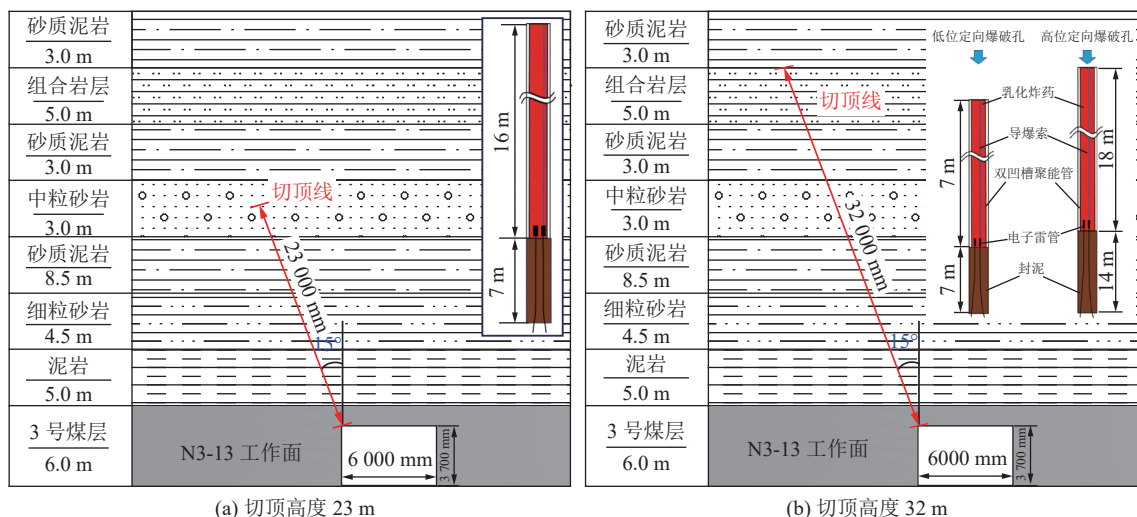 砂质泥岩
3.0 m
组合岩层
5.0 m
砂质泥岩
3.0 m
中粒砂岩
3.0 m
砂质泥岩
8.5 m
细粒砂岩
4.5 m
泥岩
5.0 m
3 号煤层
6.0 m
切顶线
23 000 mm
15°
16 m
7 m
N3-13 工作面
6 000 mm
3 700 mm
(a) 切顶高度 23 m
砂质泥岩
3.0 m
组合岩层
5.0 m
砂质泥岩
3.0 m
中粒砂岩
3.0 m
砂质泥岩
8.5 m
细粒砂岩
4.5 m
泥岩
5.0 m
3 号煤层
6.0 m
切顶线
32 000 mm
15°
低位定向爆破孔
高位定向爆破孔
乳化炸药
导爆索
双凹槽聚能管
电子雷管
封泥
7 m
7 m
18 m
14 m
N3-13 工作面
6000 mm
3 700 mm
(b) 切顶高度 32 m